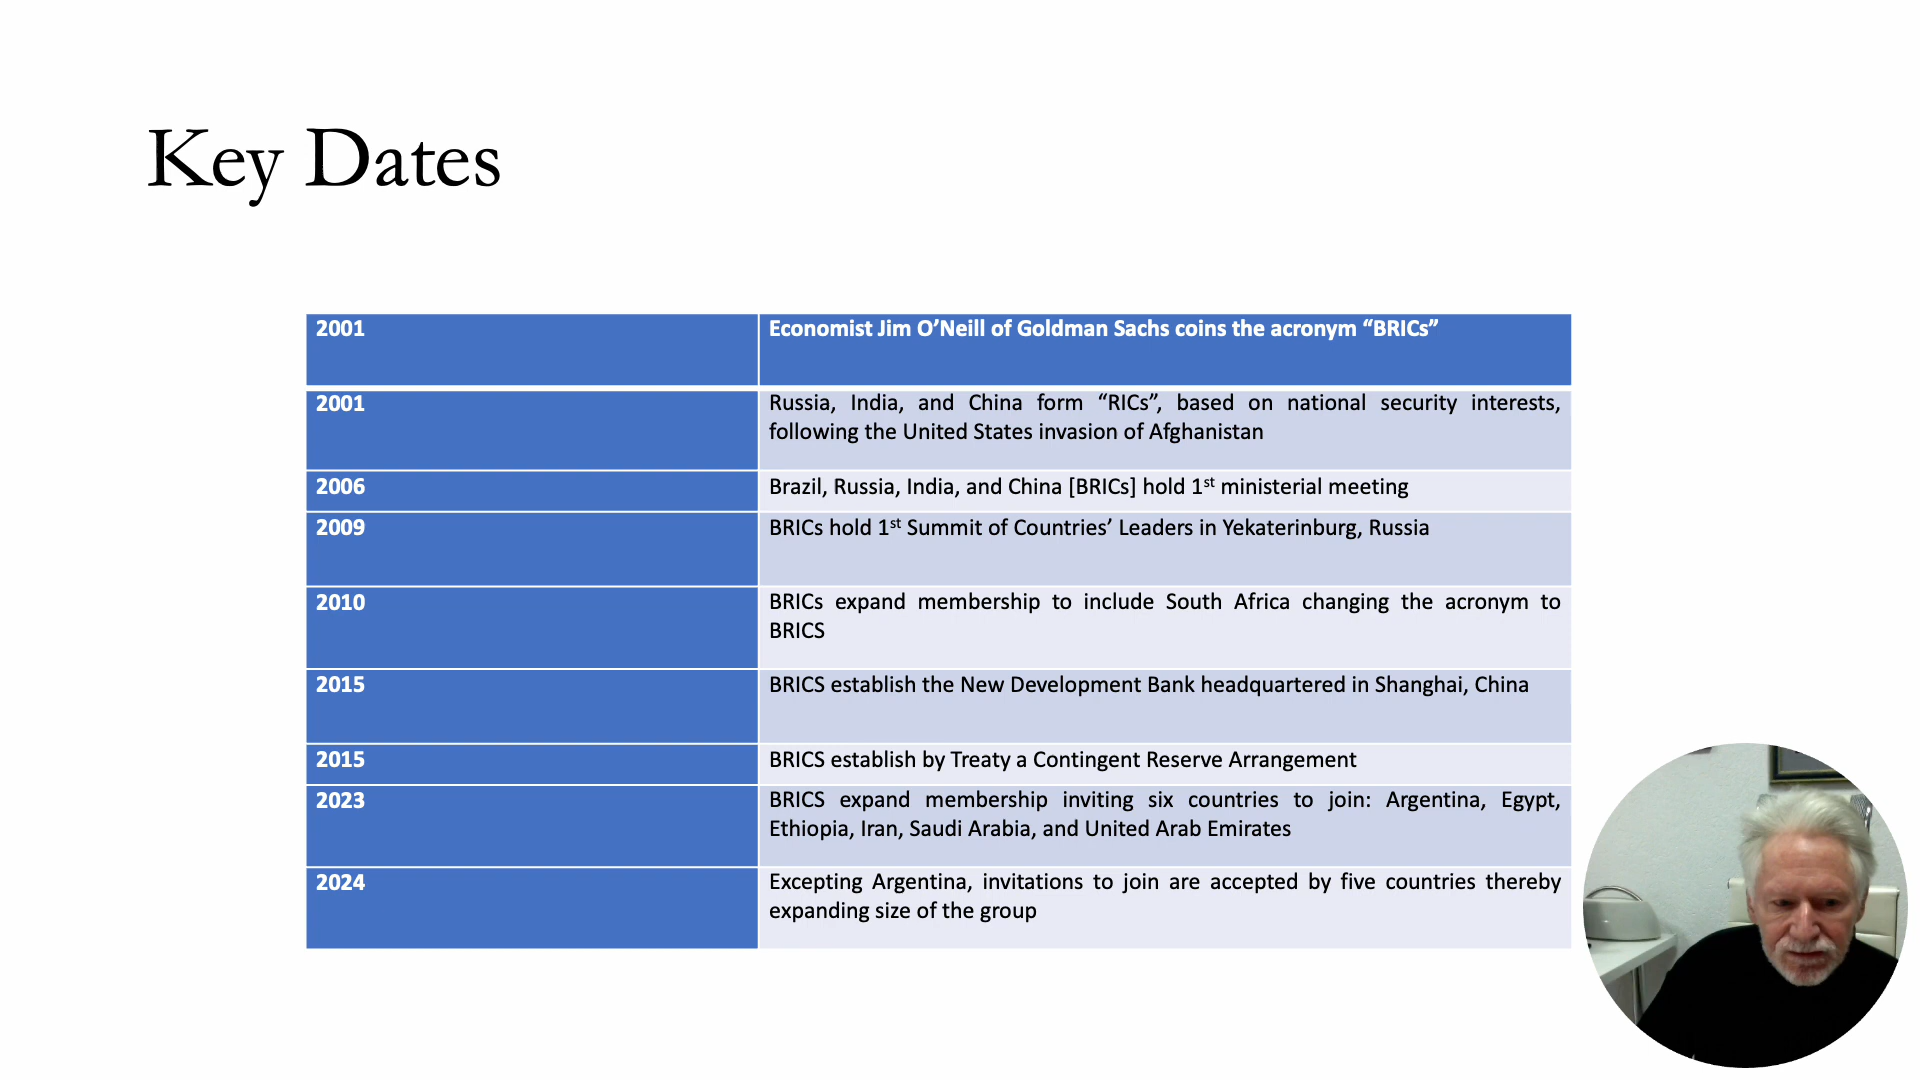 Key Dates
2001
Economist Jim O’Neill of Goldman Sachs coins the acronym “BRICs”
2001
Russia, India, and China form “RICs”, based on national security interests,
following the United States invasion of Afghanistan
2006
Brazil, Russia, India, and China [BRICs] hold 1st ministerial meeting
2009
BRICs hold 1st Summit of Countries’ Leaders in Yekaterinburg, Russia
2010
BRICs expand membership to include South Africa changing the acronym to
BRICS
2015
BRICS establish the New Development Bank headquartered in Shanghai, China
2015
BRICS establish by Treaty a Contingent Reserve Arrangement
2023
BRICS expand membership inviting six countries to join: Argentina, Egypt,
Ethiopia, Iran, Saudi Arabia, and United Arab Emirates
2024
Excepting Argentina, invitations to join are accepted by five countries thereby
expanding size of the group